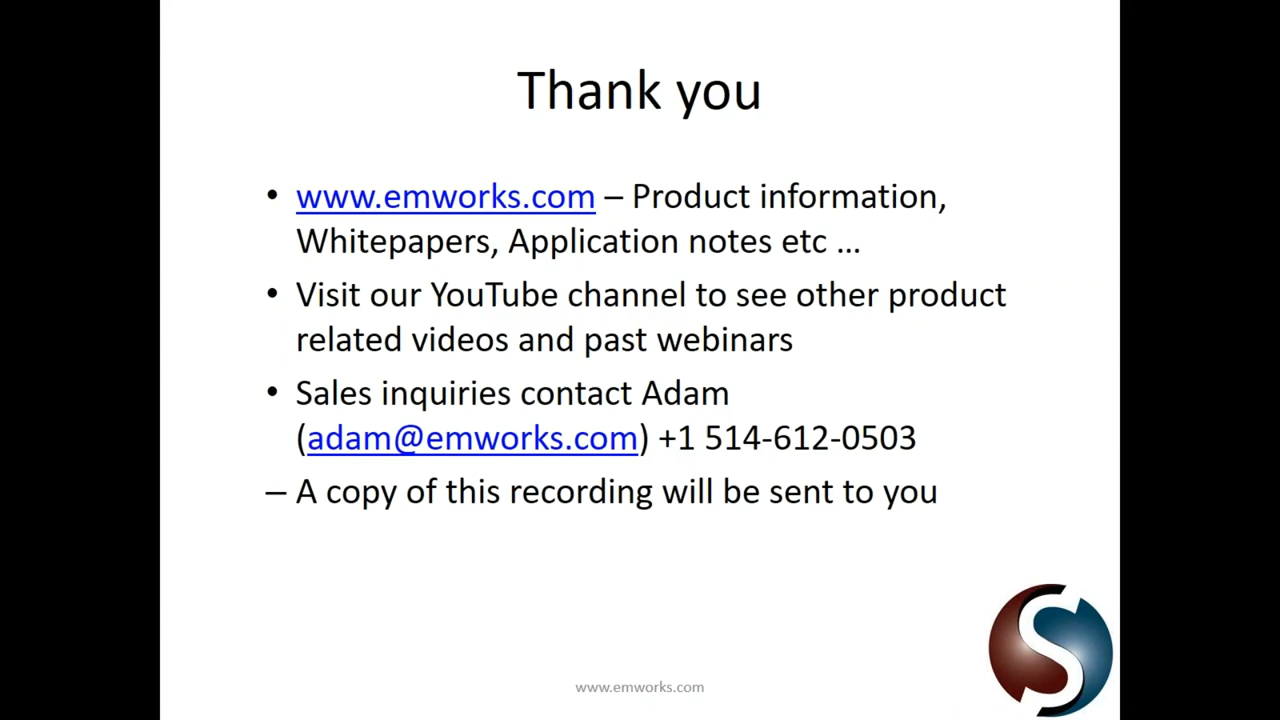 Thank you
• www.emworks.com – Product information,
Whitepapers, Application notes etc …
• Visit our YouTube channel to see other product
related videos and past webinars
• Sales inquiries contact Adam
(adam@emworks.com) +1 514-612-0503
– A copy of this recording will be sent to you
www.emworks.com
S